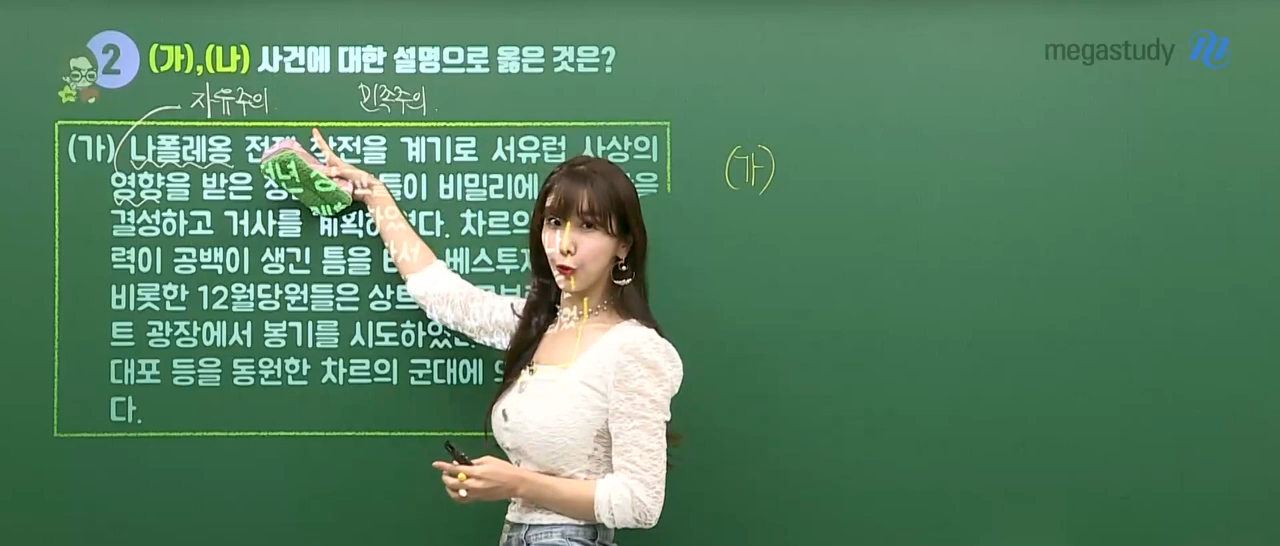 megastudy
2 (가),(나) 사건에 대한 설명으로 옳은 것은?
자유주의 민족주의
(가) 나폴레옹 전쟁 참전을 계기로 서유럽 사상의
영향을 받은 청년 장교들이 비밀리에
결성하고 거사를 계획하였다. 차르의
력이 공백이 생긴 틈을
비롯한 12월당원들은
트 광장에서 봉기를 시도하였
대포 등을 동원한 차르의 군대에
다.
(가)